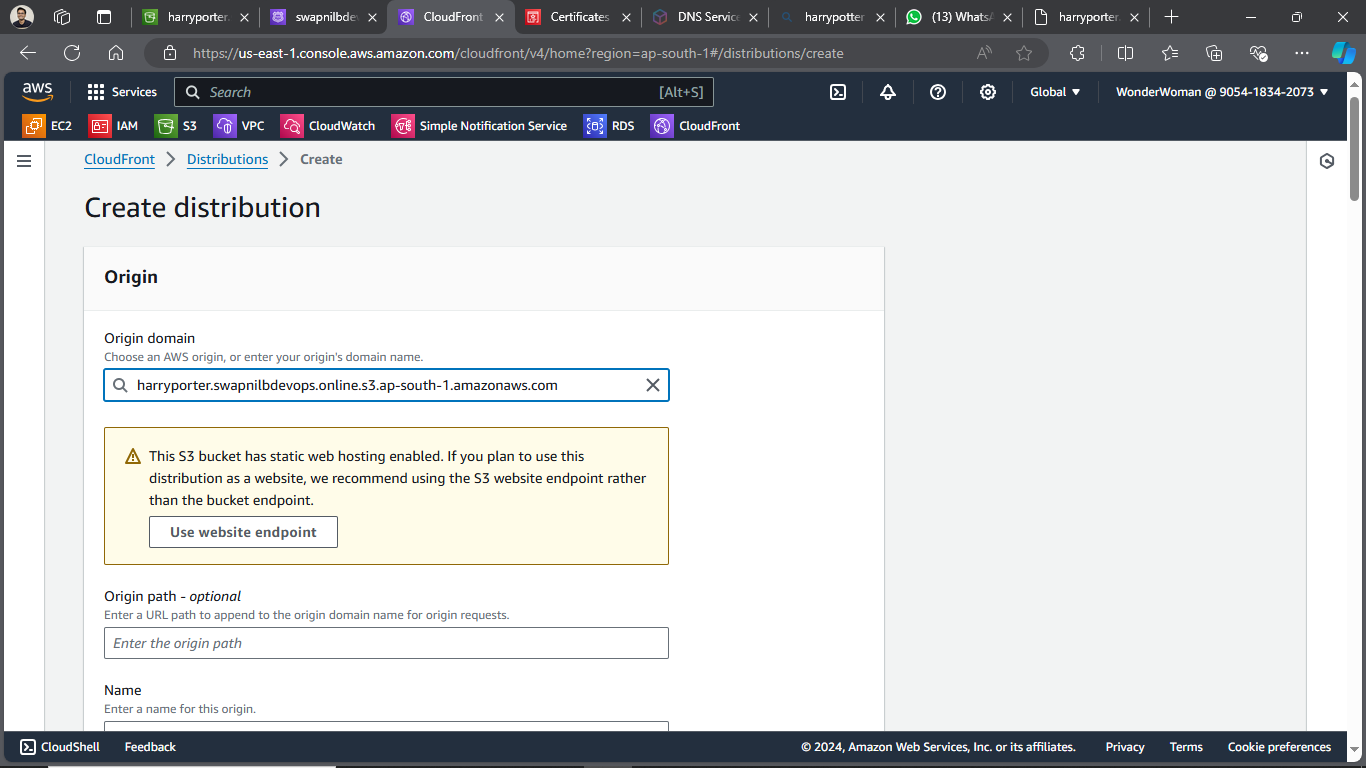 harryporter.
swapnilbde
CloudFront
Certificates
DNS Service
harrypotter
(13) WhatsA
harryporter.
https://us-east-1.console.aws.amazon.com/cloudfront/v4/home?region=ap-south-1#/distributions/create
aws
Services
Search
[Alt+S]
Global
WonderWoman @ 9054-1834-2073
EC2
IAM
S3
VPC
CloudWatch
Simple Notification Service
RDS
CloudFront
CloudFront
Distributions
Create
Create distribution
Origin
Origin domain
Choose an AWS origin, or enter your origin's domain name.
harryporter.swapnilbdevops.online.s3.ap-south-1.amazonaws.com
This S3 bucket has static web hosting enabled. If you plan to use this
distribution as a website, we recommend using the S3 website endpoint rather
than the bucket endpoint.
Use website endpoint
Origin path - optional
Enter a URL path to append to the origin domain name for origin requests.
Enter the origin path
Name
Enter a name for this origin.
CloudShell
Feedback
© 2024, Amazon Web Services, Inc. or its affiliates.
Privacy
Terms
Cookie preferences